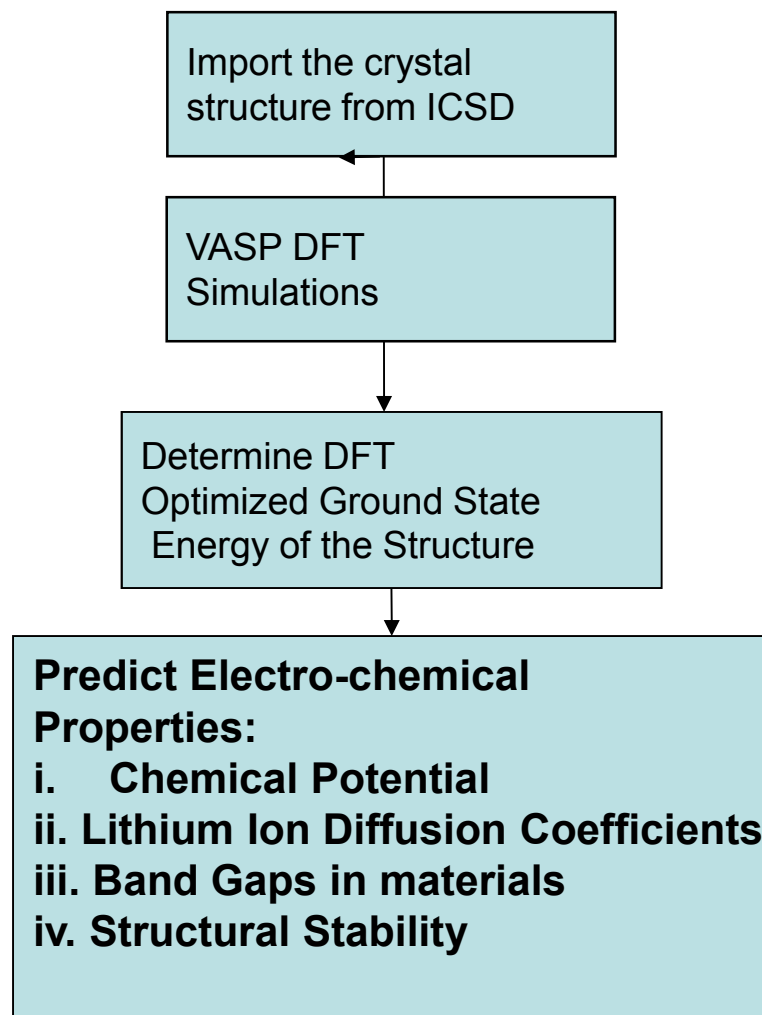 Import the crystal
structure from ICSD
VASP DFT
Simulations
Determine DFT
Optimized Ground State
Energy of the Structure
Predict Electro-chemical
Properties:
i. Chemical Potential
ii. Lithium Ion Diffusion Coefficients
iii. Band Gaps in materials
iv. Structural Stability